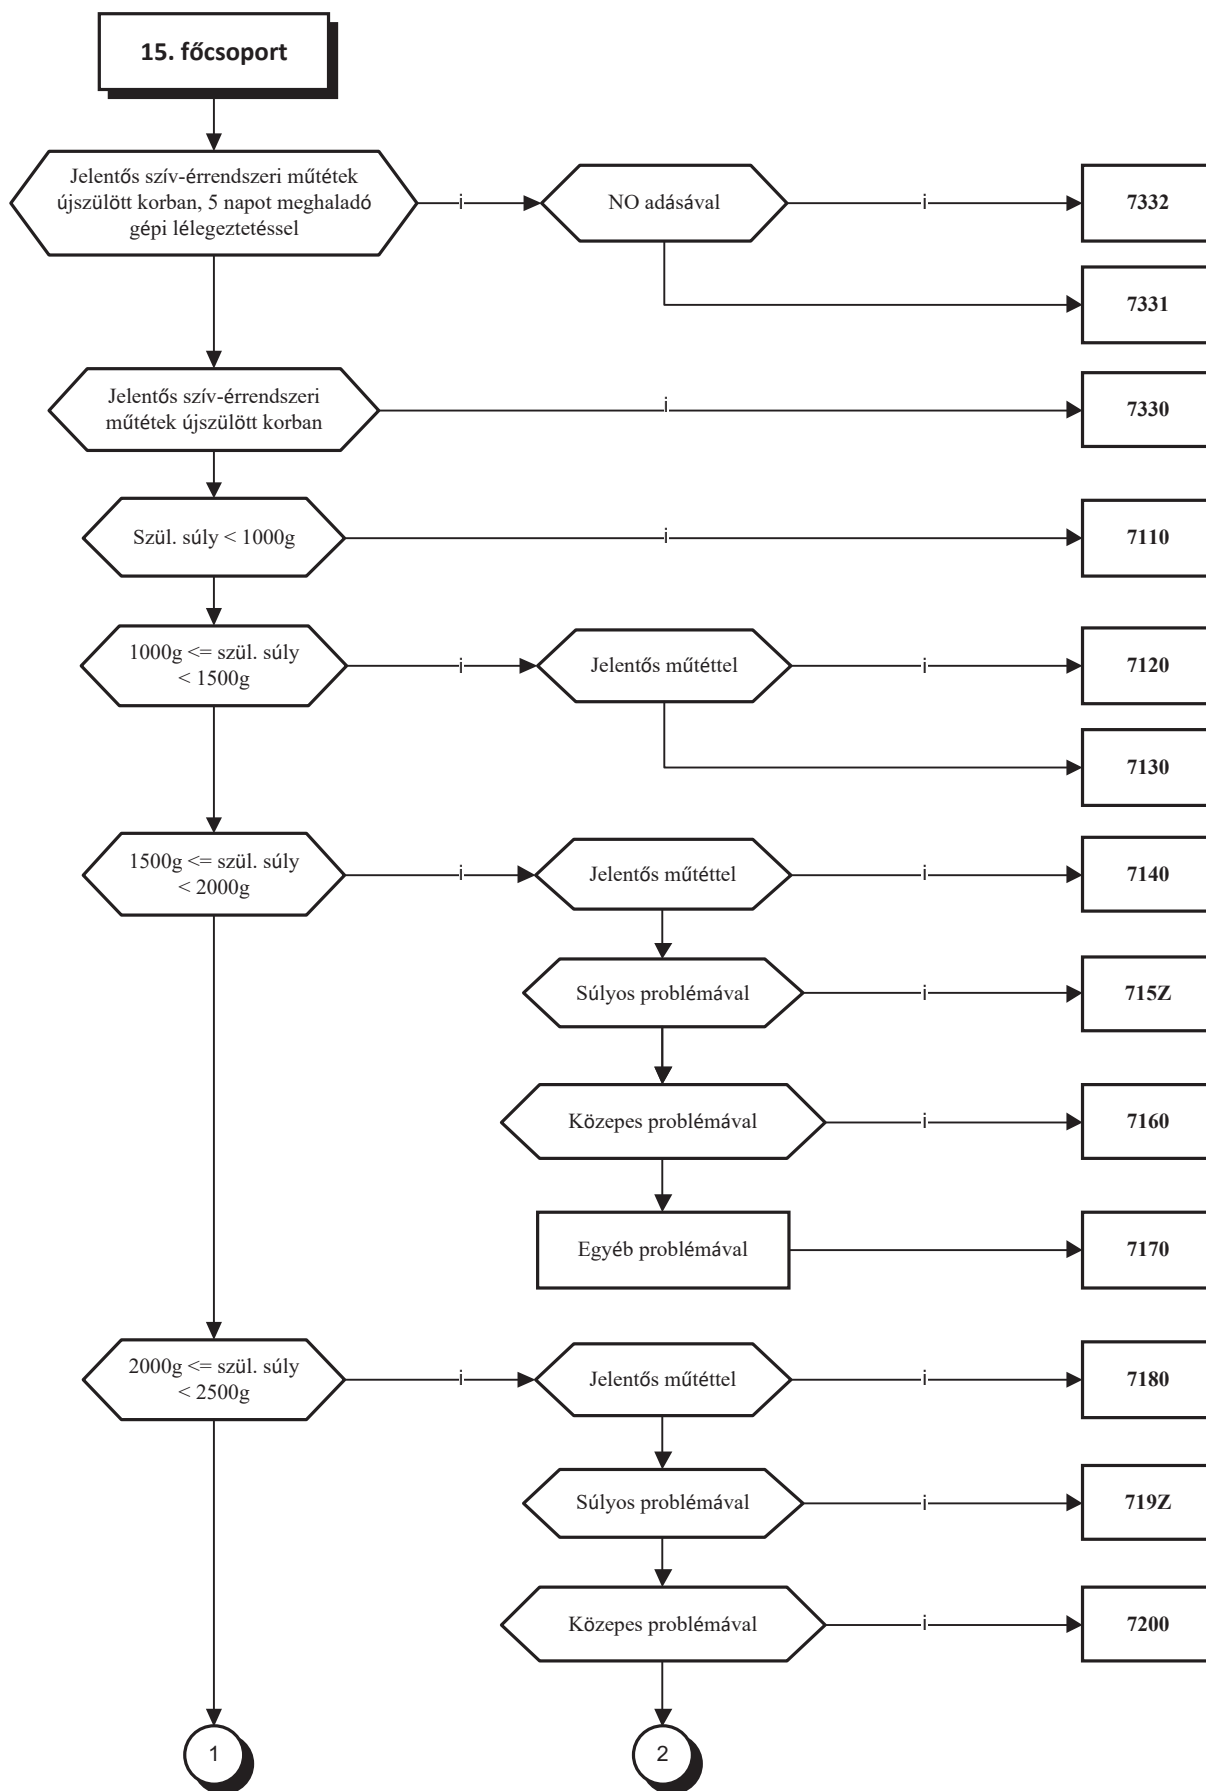 15. főcsoport
Jelentős szív-érrendszeri műtétek
újszülött korban, 5 napot meghaladó
gépi lélegeztetéssel
i
NO adásával
i
7332
7331
Jelentős szív-érrendszeri
műtétek újszülött korban
i
7330
Szül. súly < 1000g
i
7110
1000g <= szül. súly
< 1500g
i
Jelentős műtéttel
i
7120
7130
1500g <= szül. súly
< 2000g
i
Jelentős műtéttel
i
7140
Súlyos problémával
i
715Z
Közepes problémával
i
7160
Egyéb problémával
7170
2000g <= szül. súly
< 2500g
i
Jelentős műtéttel
i
7180
Súlyos problémával
i
719Z
Közepes problémával
i
7200
1
2